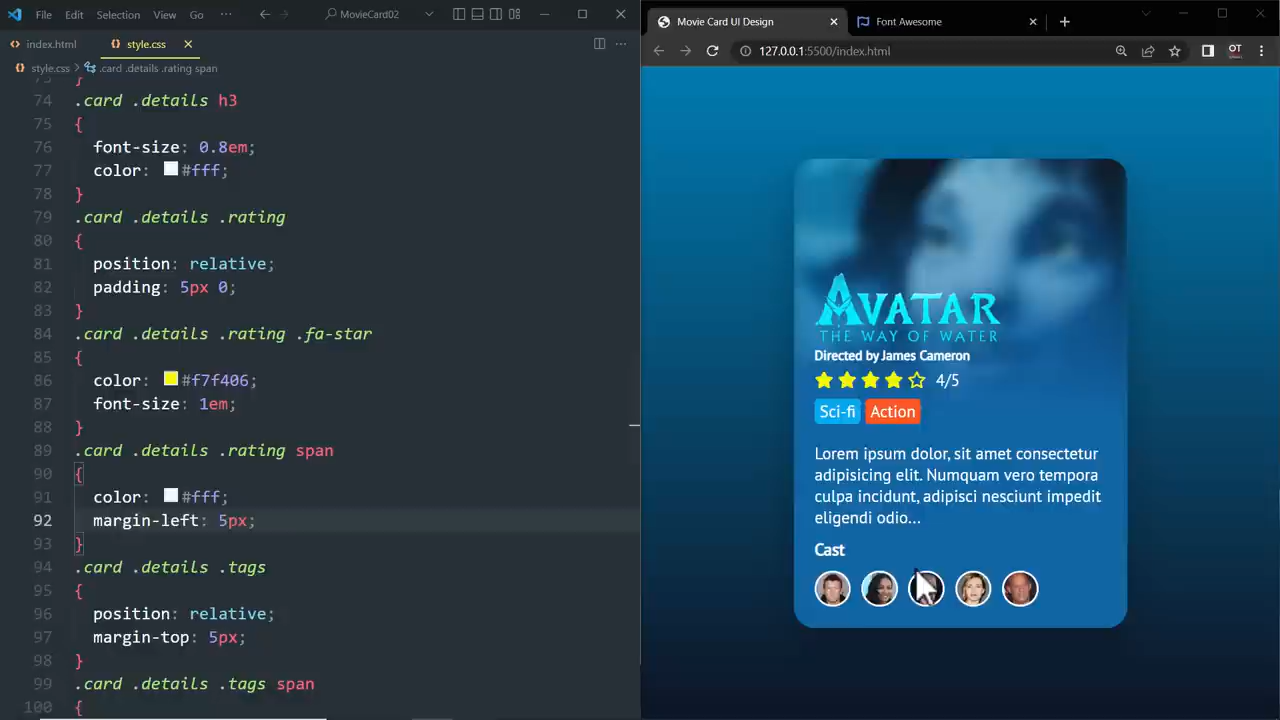 File Edit Selection View Go ··· MovieCard02
index.html style.css
style.css .card .details .rating span
73 }
74 .card .details h3
75 {
76 font-size: 0.8em;
77 color: #fff;
78 }
79 .card .details .rating
80 {
81 position: relative;
82 padding: 5px 0;
83 }
84 .card .details .rating .fa-star
85 {
86 color: #f7f406;
87 font-size: 1em;
88 }
89 .card .details .rating span
90 {
91 color: #fff;
92 margin-left: 5px;
93 }
94 .card .details .tags
95 {
96 position: relative;
97 margin-top: 5px;
98 }
99 .card .details .tags span
100 {
Movie Card UI Design Font Awesome
127.0.0.1:5500/index.html
OT
AVATAR
THE WAY OF WATER
Directed by James Cameron
4/5
Sci-fi Action
Lorem ipsum dolor, sit amet consectetur
adipisicing elit. Numquam vero tempora
culpa incidunt, adipisci nesciunt impedit
eligendi odio...
Cast